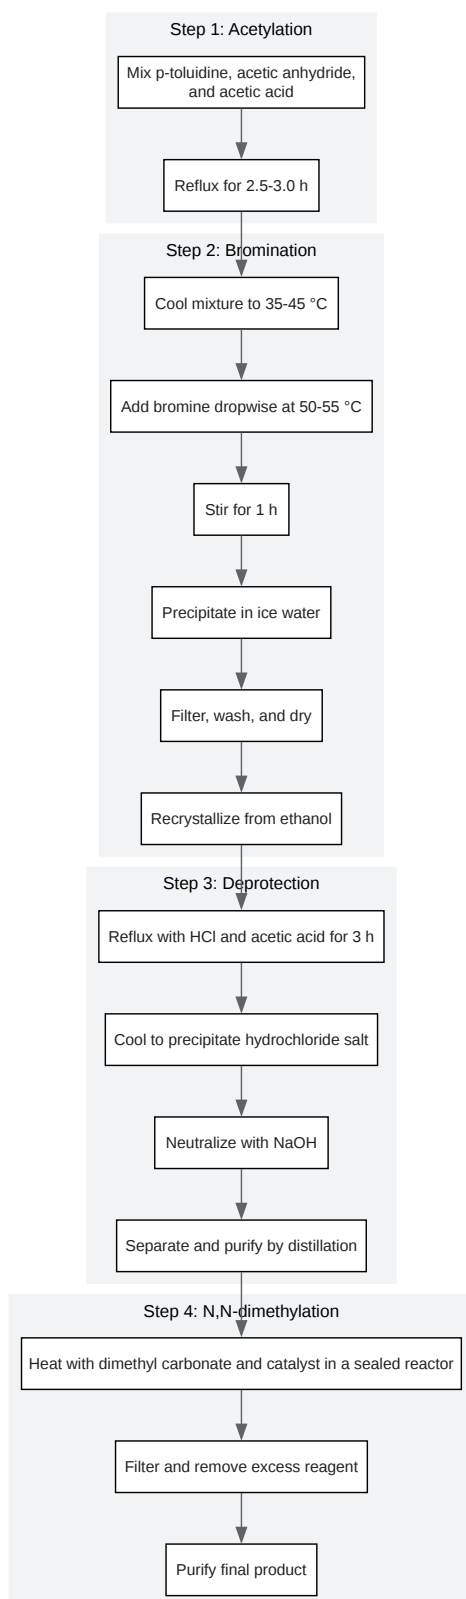 Step 1: Acetylation
Mix p-toluidine, acetic anhydride,
and acetic acid
Reflux for 2.5-3.0 h
Step 2: Bromination
Cool mixture to 35-45 °C
Add bromine dropwise at 50-55 °C
Stir for 1 h
Precipitate in ice water
Filter, wash, and dry
Recrystallize from ethanol
Step 3: Deprotection
Reflux with HCl and acetic acid for 3 h
Cool to precipitate hydrochloride salt
Neutralize with NaOH
Separate and purify by distillation
Step 4: N,N-dimethylation
Heat with dimethyl carbonate and catalyst in a sealed reactor
Filter and remove excess reagent
Purify final product